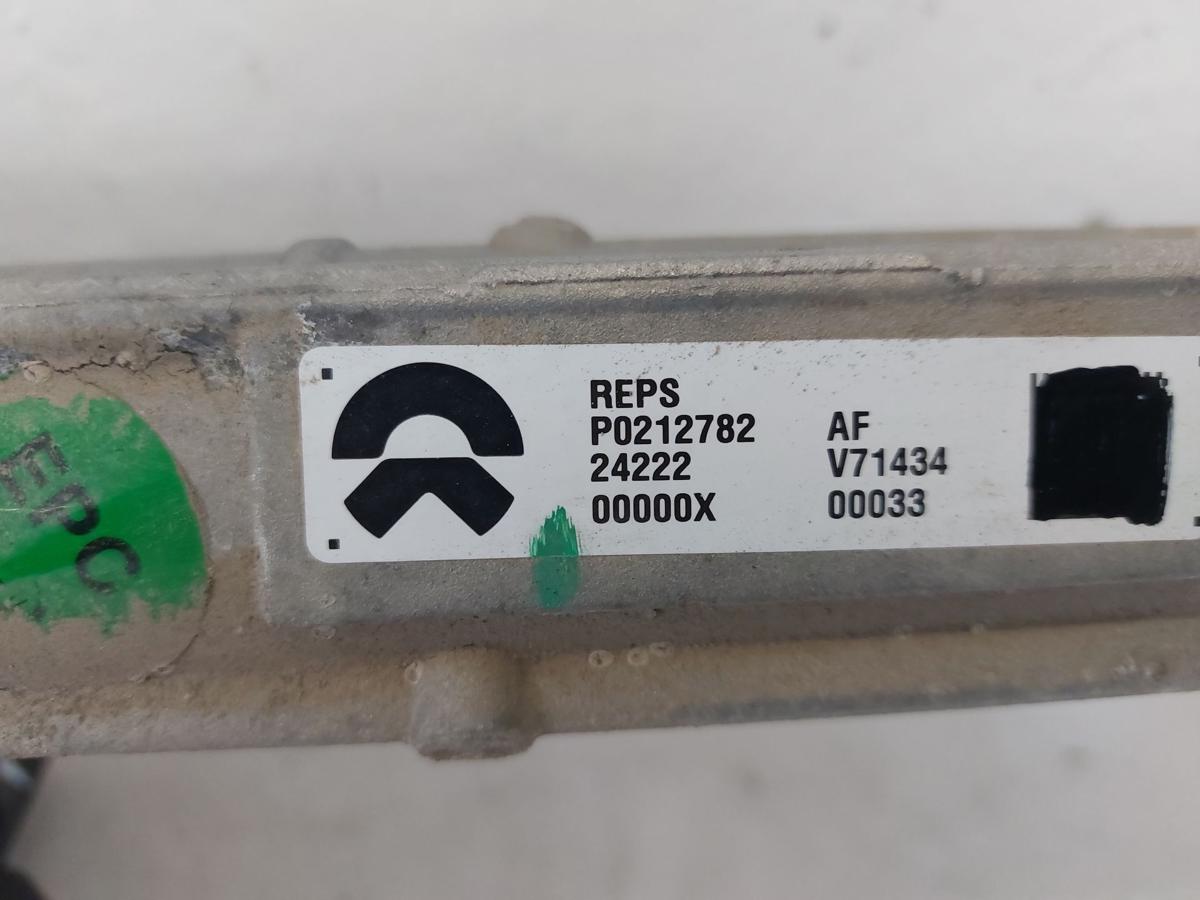 EPC
REPS
P0212782 AF
24222 V71434
00000X 00033